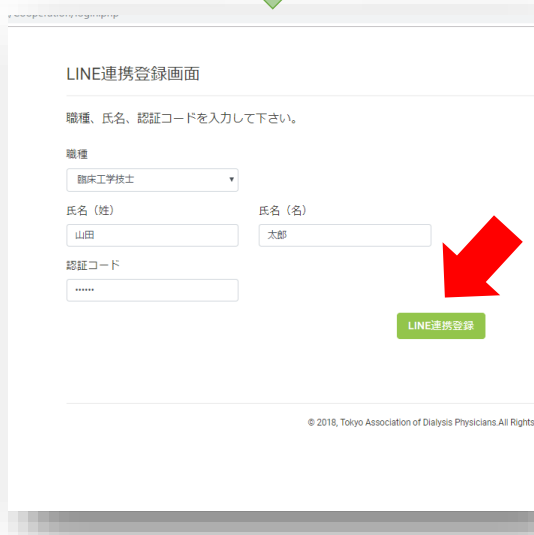 LINE連携登録画面
職種、氏名、認証コードを入力して下さい。
職種
臨床工学技士
氏名（姓）
氏名（名）
山田
太郎
認証コード
••••••
LINE連携登録
© 2018, Tokyo Association of Dialysis Physicians.All Rights